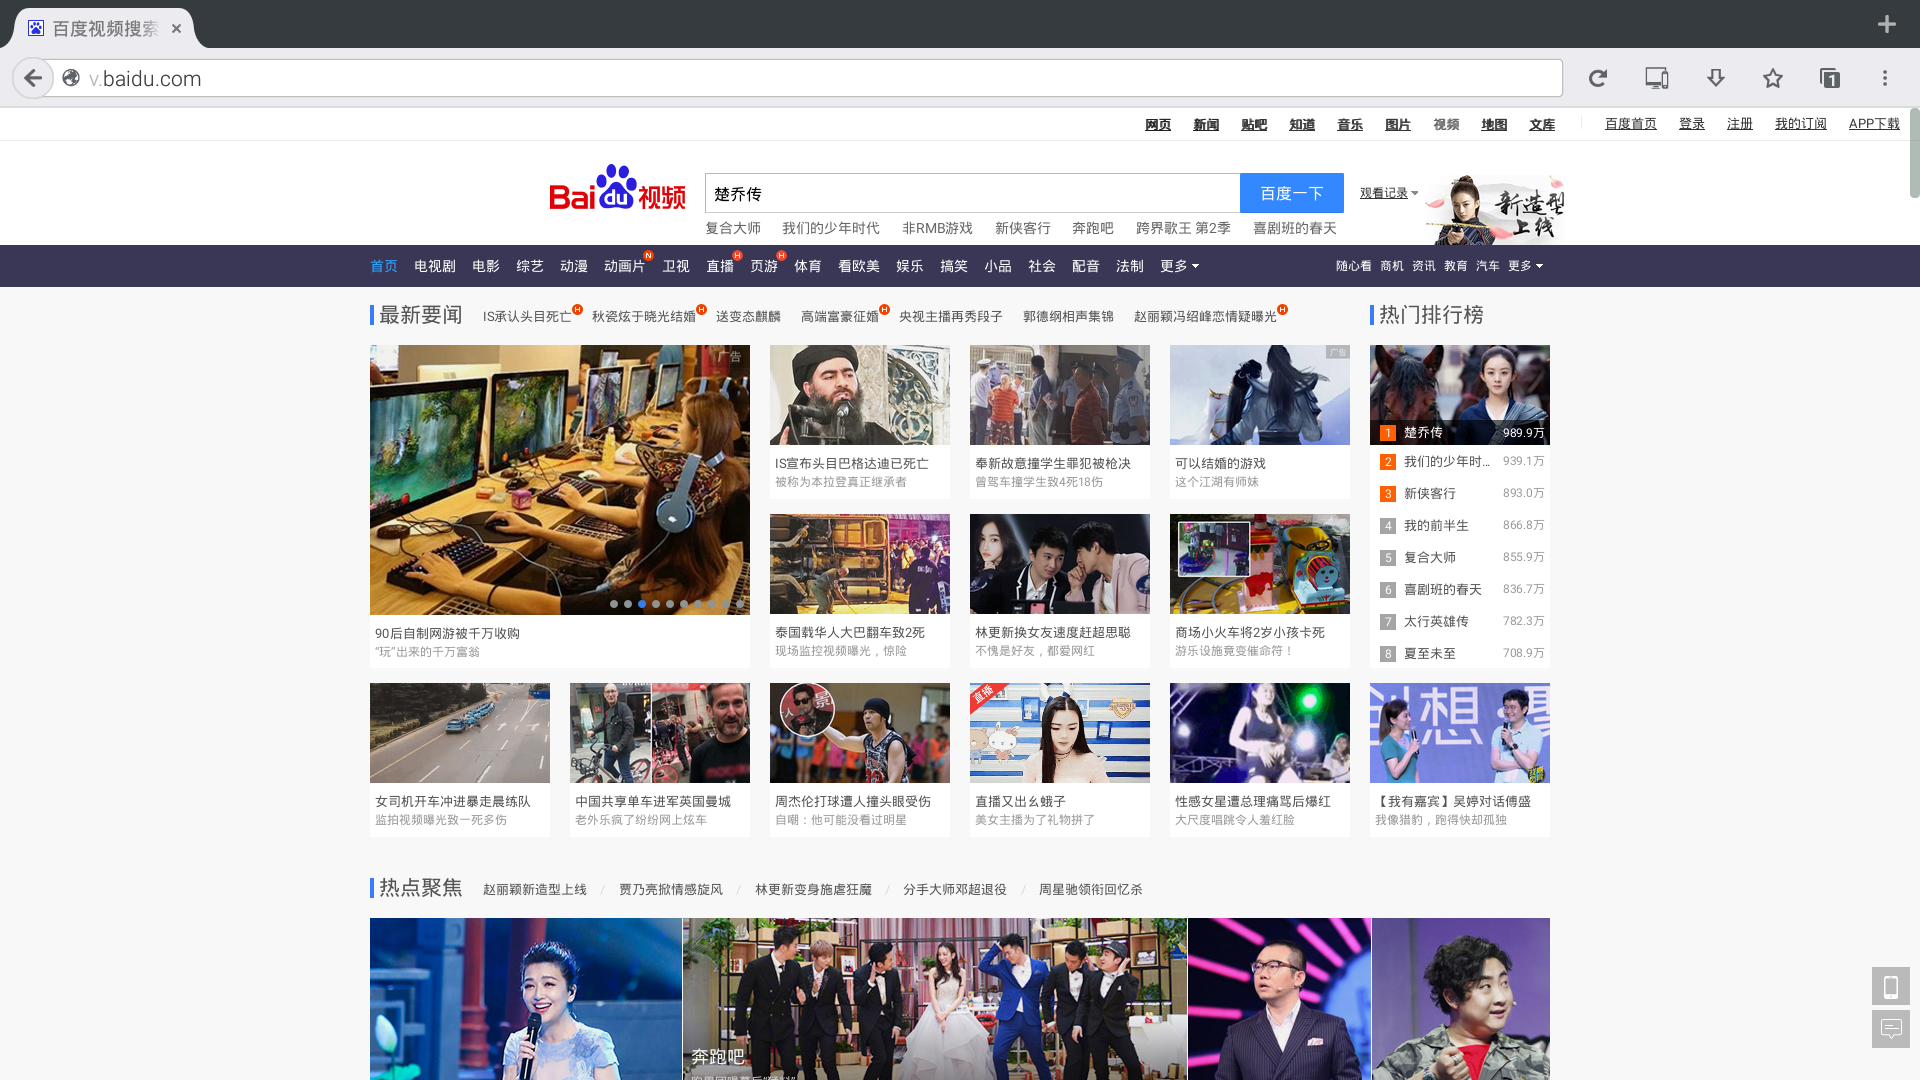 百度视频搜索
v.baidu.com
1
网页 新闻 贴吧 知道 音乐 图片 视频 地图 文库 百度首页 登录 注册 我的订阅 APP下载
Bai du 视频
楚乔传
百度一下
观看记录
新造型
上线
复合大师 我们的少年时代 非RMB游戏 新侠客行 奔跑吧 跨界歌王 第2季 喜剧班的春天
首页 电视剧 电影 综艺 动漫 动画片 N 卫视 直播 H 页游 H 体育 看欧美 娱乐 搞笑 小品 社会 配音 法制 更多 随心看 商机 资讯 教育 汽车 更多
最新要闻 IS承认头目死亡 H 秋瓷炫于晓光结婚 H 送变态麒麟 高端富豪征婚 H 央视主播再秀段子 郭德纲相声集锦 赵丽颖冯绍峰恋情疑曝光 H
热门排行榜
广告
90后自制网游被千万收购
“玩”出来的千万富翁
IS宣布头目巴格达迪已死亡
被称为本拉登真正继承者
奉新故意撞学生罪犯被枪决
曾驾车撞学生致4死18伤
广告
可以结婚的游戏
这个江湖有师妹
泰国载华人大巴翻车致2死
现场监控视频曝光，惊险
林更新换女友速度赶超思聪
不愧是好友，都爱网红
商场小火车将2岁小孩卡死
游乐设施竟变催命符！
1 楚乔传 989.9万
2 我们的少年时... 939.1万
3 新侠客行 893.0万
4 我的前半生 866.8万
5 复合大师 855.9万
6 喜剧班的春天 836.7万
7 太行英雄传 782.3万
8 夏至未至 708.9万
女司机开车冲进暴走晨练队
监拍视频曝光致一死多伤
中国共享单车进军英国曼城
老外乐疯了纷纷网上炫车
周杰伦打球遭人撞头眼受伤
自嘲：他可能没看过明星
直播
直播又出幺蛾子
美女主播为了礼物拼了
性感女星遭总理痛骂后爆红
大尺度唱跳令人羞红脸
想
【我有嘉宾】吴婷对话傅盛
我像猎豹，跑得快却孤独
热点聚焦 赵丽颖新造型上线 / 贾乃亮掀情感旋风 / 林更新变身施虐狂魔 / 分手大师邓超退役 / 周星驰领衔回忆杀
奔跑吧